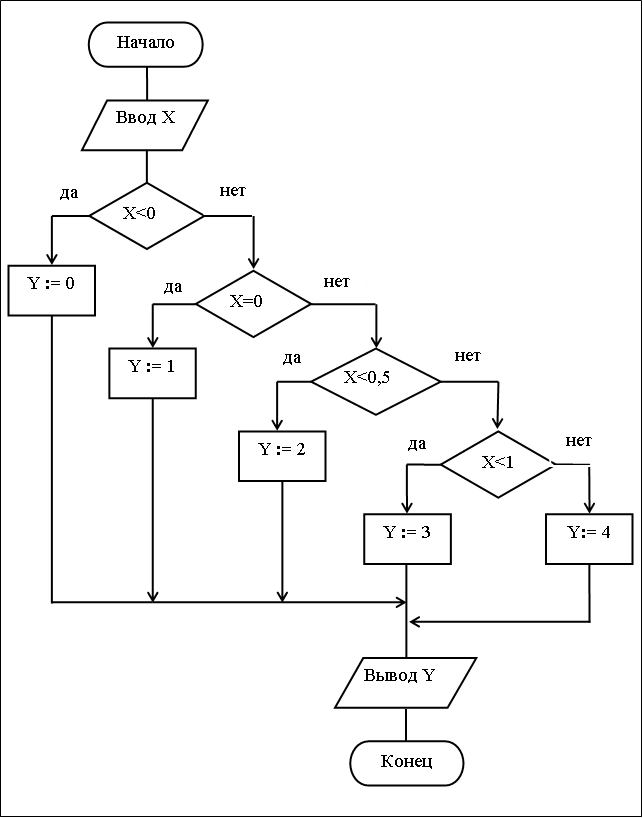 Начало
Ввод X
да
нет
X<0
Y := 0
да
нет
X=0
Y := 1
да
нет
X<0,5
Y := 2
да
нет
X<1
Y := 3
Y:= 4
Вывод Y
Конец